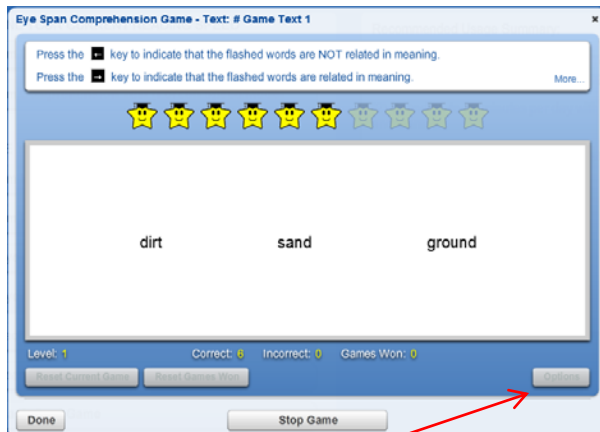 Eye Span Comprehension Game - Text: # Game Text 1
Press the ← key to indicate that the flashed words are NOT related in meaning.
Press the → key to indicate that the flashed words are related in meaning.
More...
dirt sand ground
Level: 1 Correct: 6 Incorrect: 0 Games Won: 0
Reset Current Game Reset Games Won Options
Done Stop Game